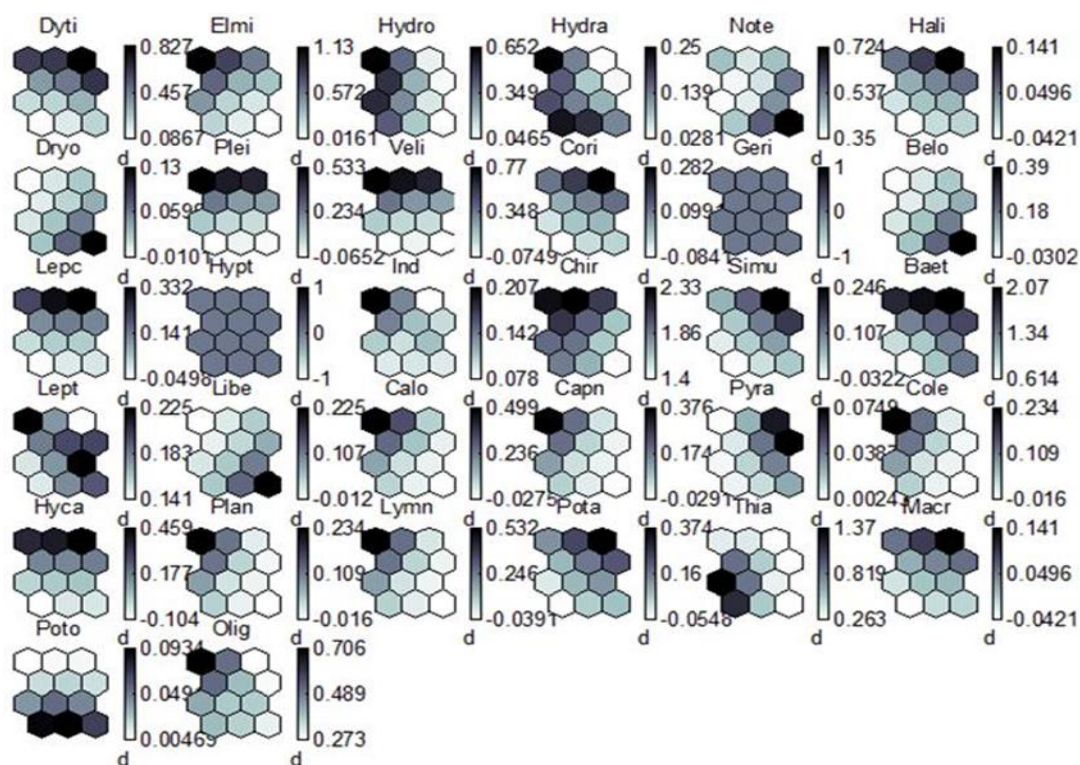 Dyti Elmi Hydro Hydra Note Hali
0.827 1.13 0.652 0.25 0.724 0.141
0.457 0.572 0.349 0.139 0.537 0.0496
0.0867 0.0161 0.0465 0.0281 0.35 -0.0421
d d d d d d
Dryo Plei Veli Cori Geri Belo
0.13 0.533 0.77 0.282 1 0.39
0.234 0.348 0 0.18
-0.0101 -0.0652 -0.0749 -0.0841 -1 -0.0302
d d d d d d
Lepc Hypt Ind Chir Simu Baet
0.332 1 0.207 2.33 0.246 2.07
0.141 0 0.142 1.86 0.107 1.34
-0.0498 -1 0.078 1.4 -0.0322 0.614
d d d d d d
Lept Libe Calo Capn Pyra Cole
0.225 0.225 0.499 0.376 0.0749 0.234
0.183 0.107 0.236 0.174 0.0387 0.109
0.141 -0.012 -0.0275 -0.0291 0.00244 -0.016
d d d d d d
Hyca Plan Lymn Pota Thia Macr
0.459 0.234 0.532 0.374 1.37 0.141
0.177 0.109 0.246 0.16 0.819 0.0496
-0.104 -0.016 -0.0391 -0.0548 0.263 -0.0421
d d d d d d
Poto Olig
0.0934 0.706
0.489
0.00469 0.273
d d